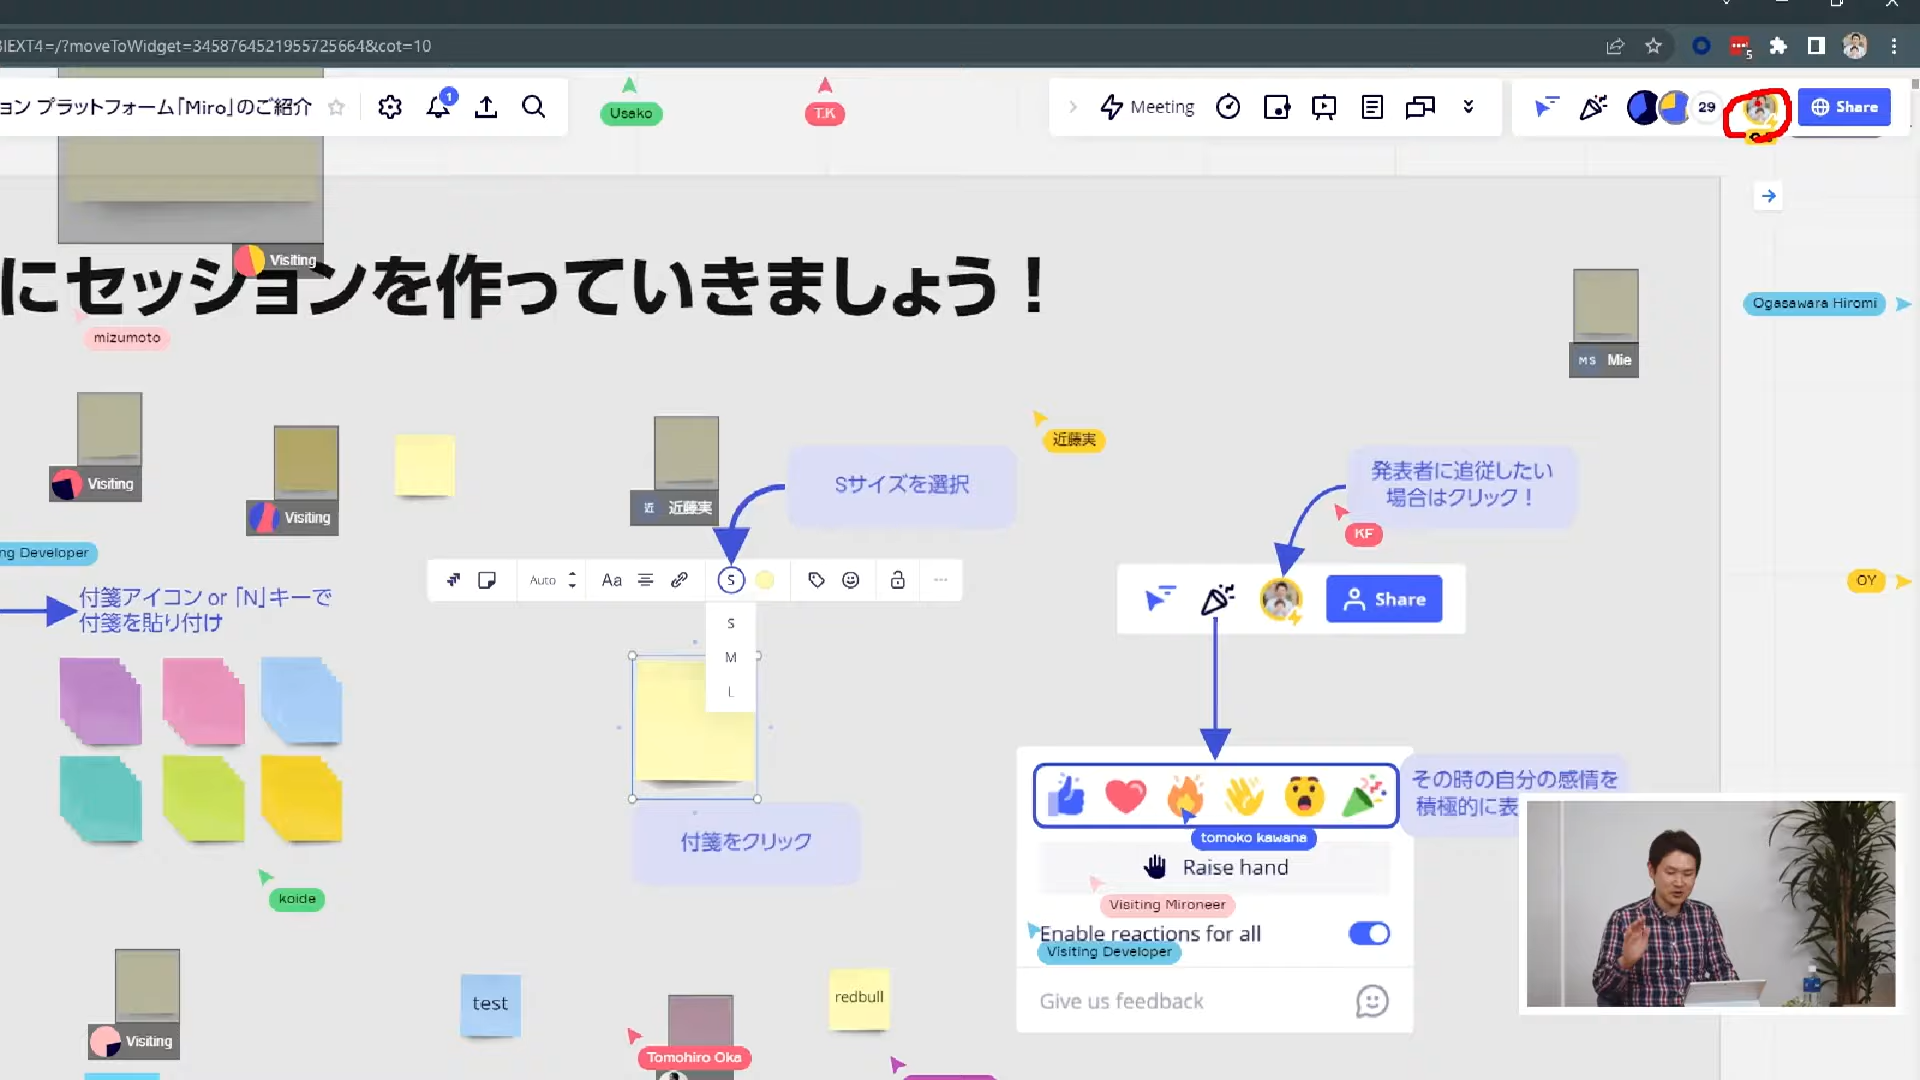 IEXT4=/?moveToWidget=3458764521955725664&cot=10
ョン プラットフォーム「Miro」のご紹介
1
Usako
T.K
Meeting
29
Share
5
Visiting
にセッションを作っていきましょう！
mizumoto
Ogasawara Hiromi
MS Mie
近藤実
Visiting
Visiting
近 近藤実
Sサイズを選択
発表者に追従したい
場合はクリック！
KF
ng Developer
OY
付箋アイコン or 「N」キーで
付箋を貼り付け
Auto
Aa
S
Share
S
M
L
その時の自分の感情を
積極的に表
tomoko kawana
付箋をクリック
Raise hand
koide
Visiting Mironeer
Enable reactions for all
Visiting Developer
Give us feedback
test
redbull
Visiting
Tomohiro Oka